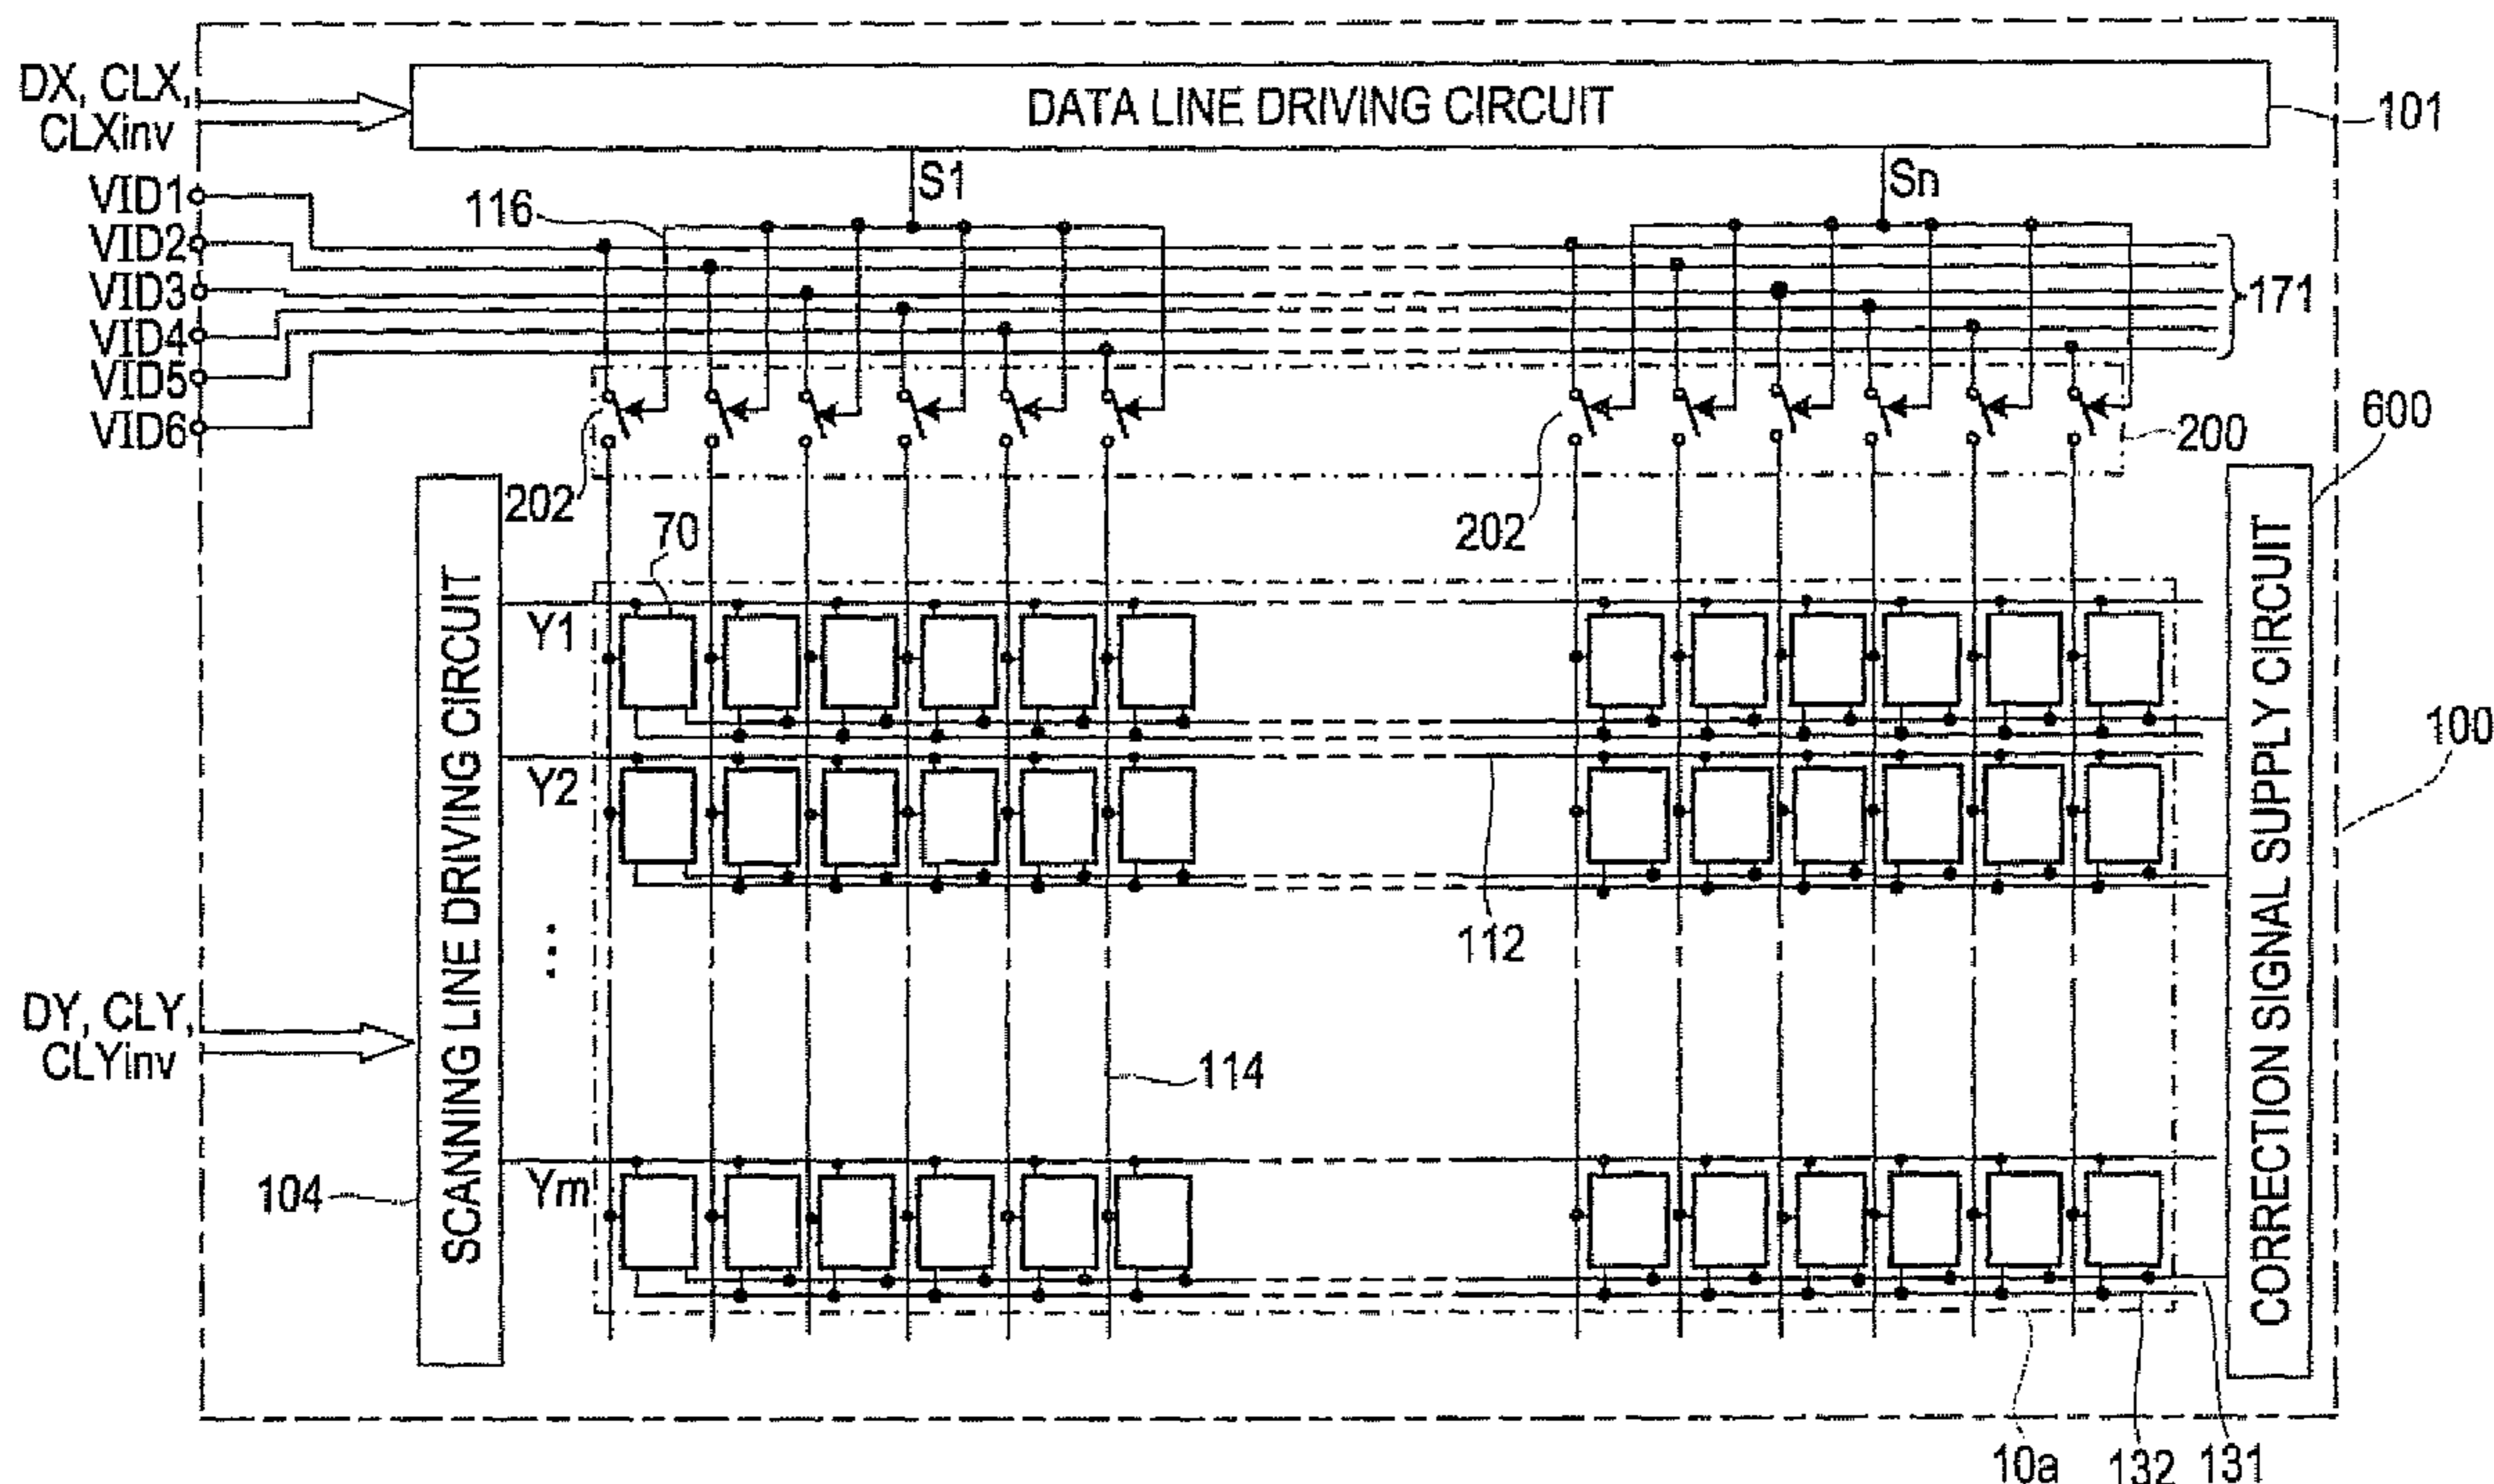 DX, CLX,
CLXinv
DATA LINE DRIVING CIRCUIT
101
VID1
VID2
VID3
VID4
VID5
VID6
116
S1
Sn
171
202
202
200
600
70
SCANNING LINE DRIVING CIRCUIT
CORRECTION SIGNAL SUPPLY CIRCUIT
Y1
Y2
112
100
⋮
DY, CLY,
CLYinv
114
104
Ym
10a
132
131